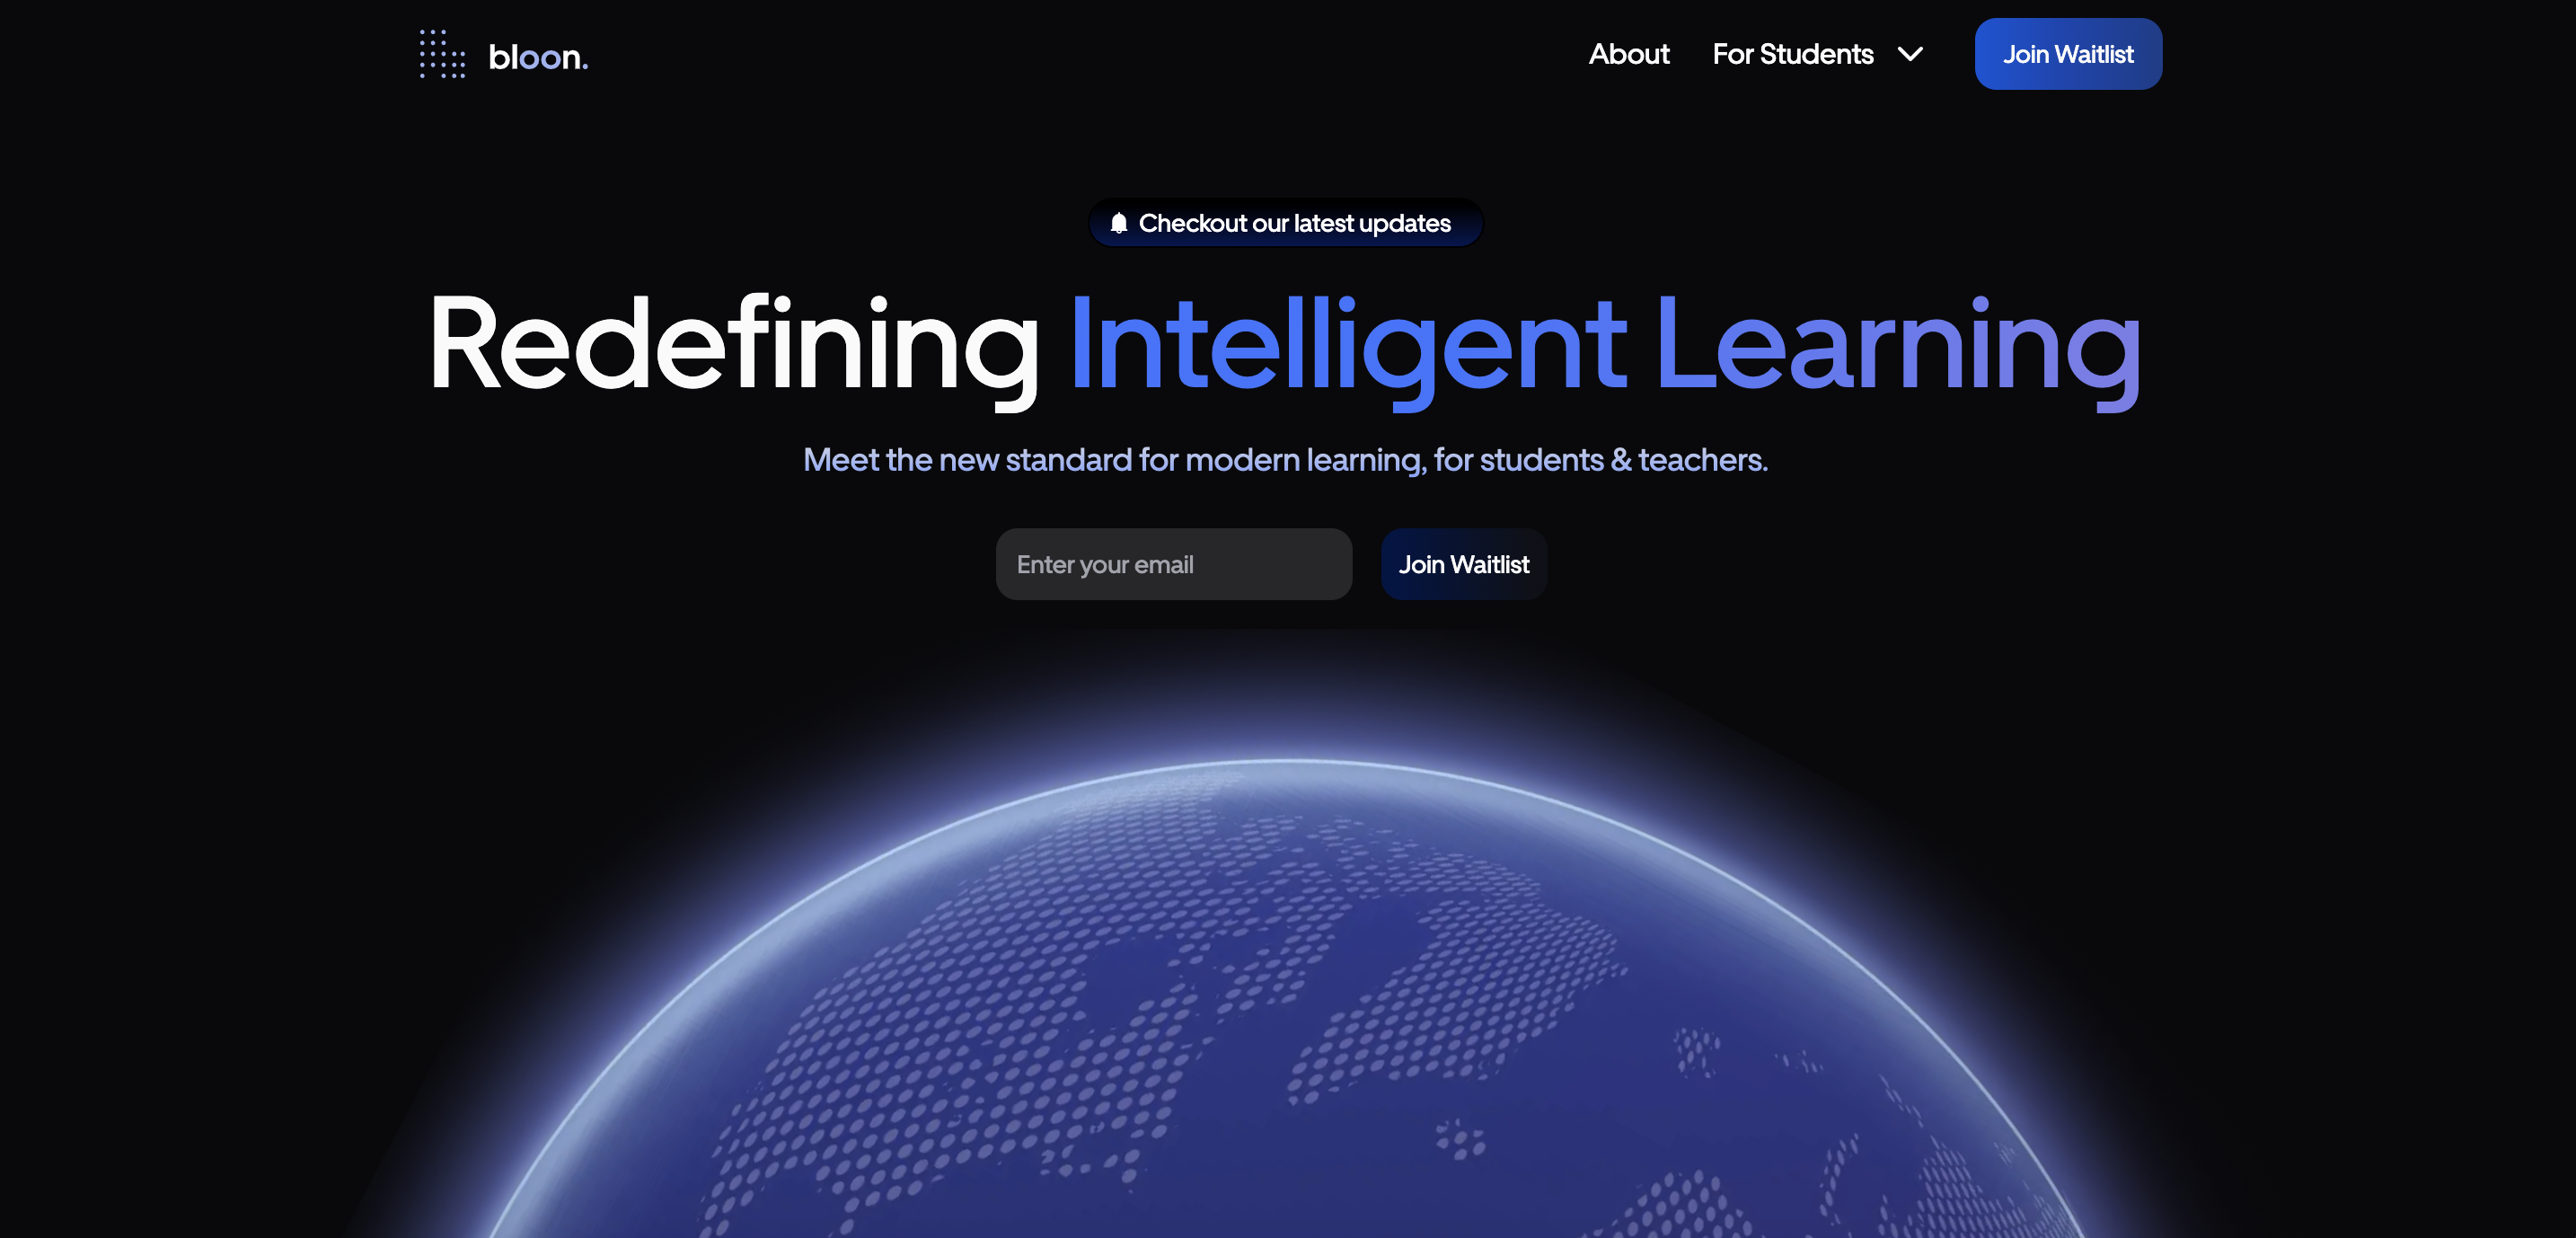 bloon.
About
For Students
Join Waitlist
Checkout our latest updates
Redefining Intelligent Learning
Meet the new standard for modern learning, for students & teachers.
Enter your email
Join Waitlist